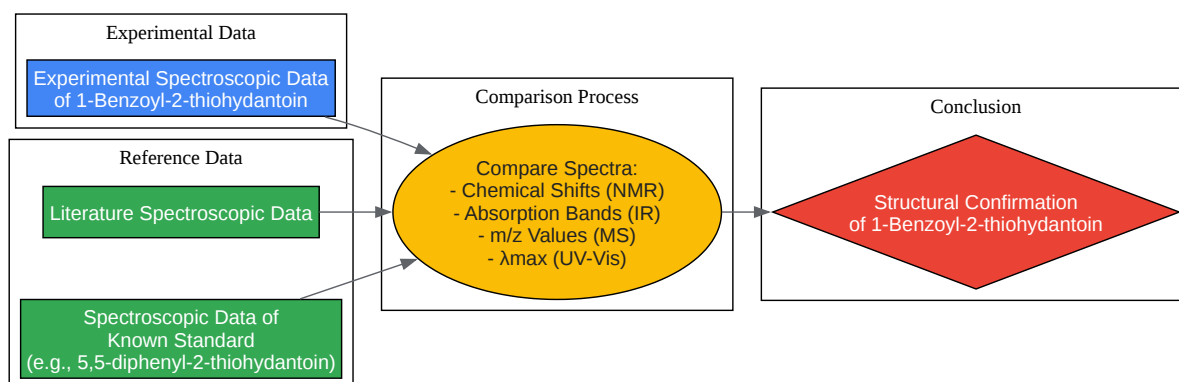 Experimental Data
Experimental Spectroscopic Data
of 1-Benzoyl-2-thiohydantoin
Reference Data
Literature Spectroscopic Data
Spectroscopic Data of
Known Standard
(e.g., 5,5-diphenyl-2-thiohydantoin)
Comparison Process
Compare Spectra:
- Chemical Shifts (NMR)
- Absorption Bands (IR)
- m/z Values (MS)
- λmax (UV-Vis)
Conclusion
Structural Confirmation
of 1-Benzoyl-2-thiohydantoin